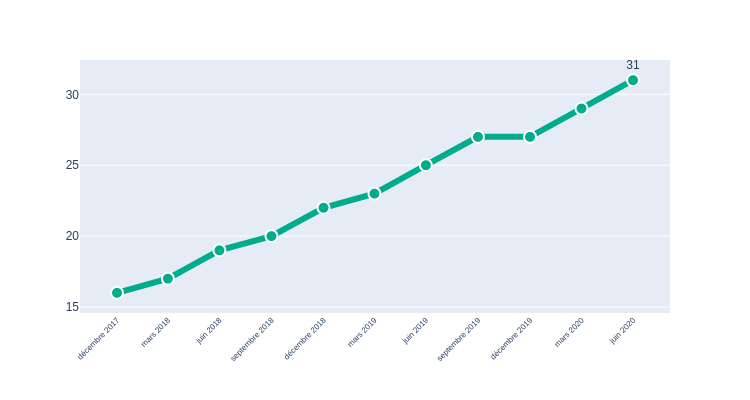 31
30
25
20
15
décembre 2017
mars 2018
juin 2018
septembre 2018
décembre 2018
mars 2019
juin 2019
septembre 2019
décembre 2019
mars 2020
juin 2020